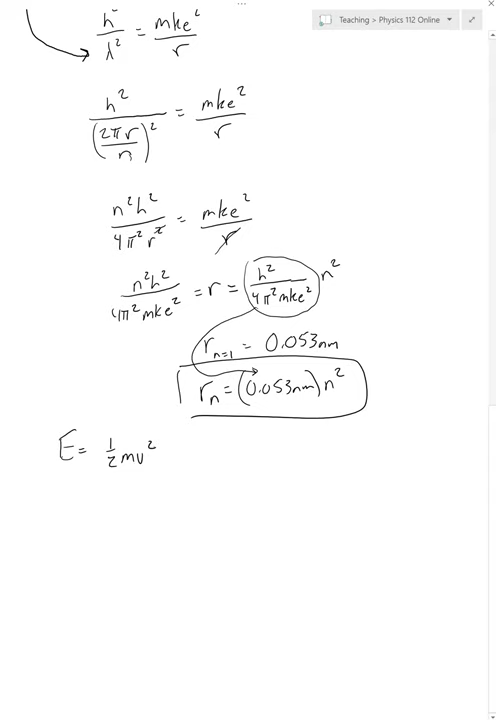 Teaching > Physics 112 Online
h²/λ² = mke²/r
h²/(2πr/n)² = mke²/r
n²h²/4π²r² = mke²/r
n²h²/4π²mke² = r = (h²/4π²mke²) n²
r_{n=1} = 0.053nm
r_n = (0.053nm) n²
E = ½mv²